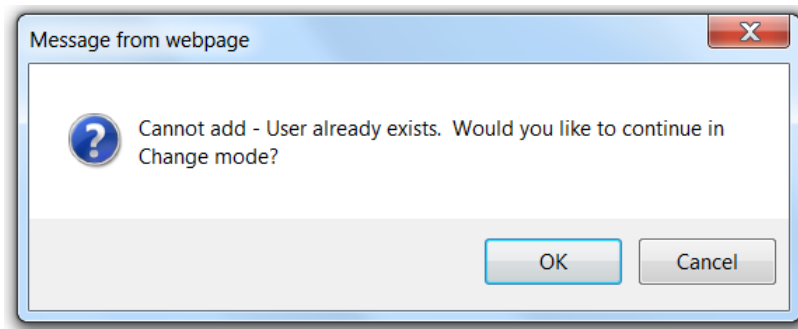 Message from webpage
Cannot add - User already exists.  Would you like to continue in
Change mode?
OK
Cancel